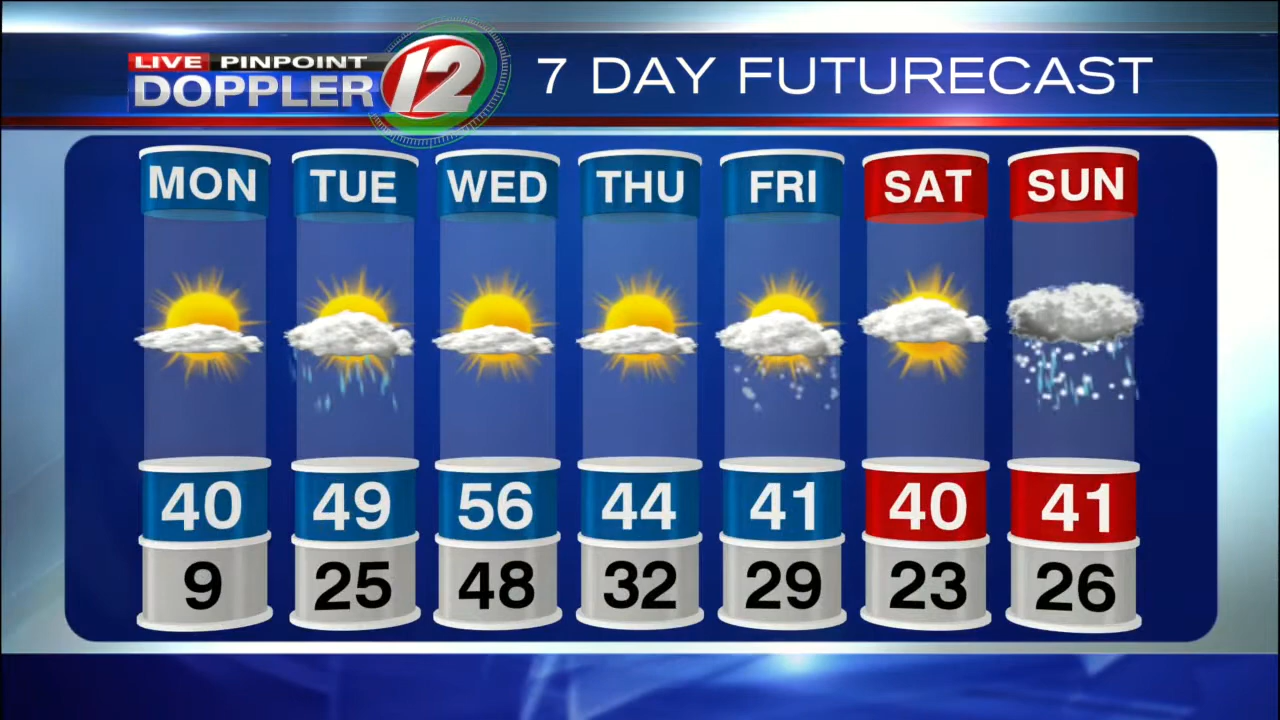 LIVE PINPOINT
DOPPLER 12
7 DAY FUTURECAST
MON TUE WED THU FRI SAT SUN
40 49 56 44 41 40 41
9 25 48 32 29 23 26